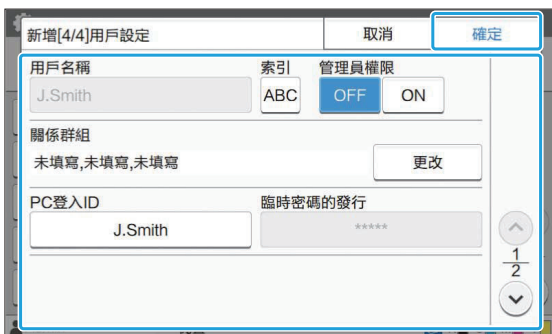 新增[4/4]用戶設定 取消 確定
用戶名稱 索引 管理員權限
J.Smith ABC OFF ON
關係群組
未填寫,未填寫,未填寫 更改
PC登入ID 臨時密碼的發行
J.Smith *****
1
2